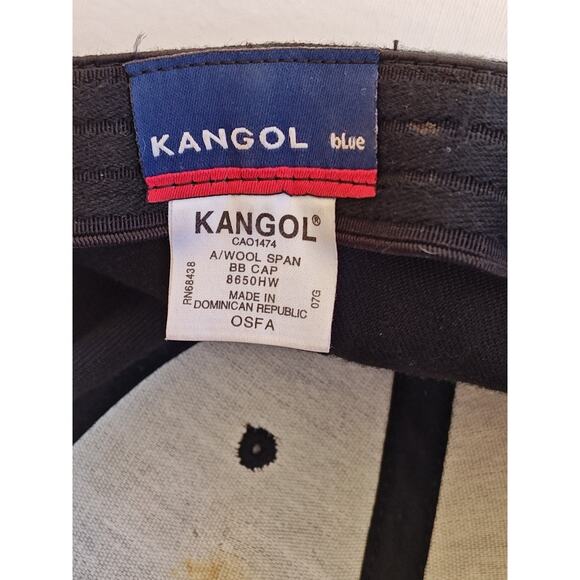 KANGOL bLue
KANGOL®
CAO1474
A/WOOL SPAN
BB CAP
8650HW
MADE IN
DOMINICAN REPUBLIC
OSFA
RN68438
07G